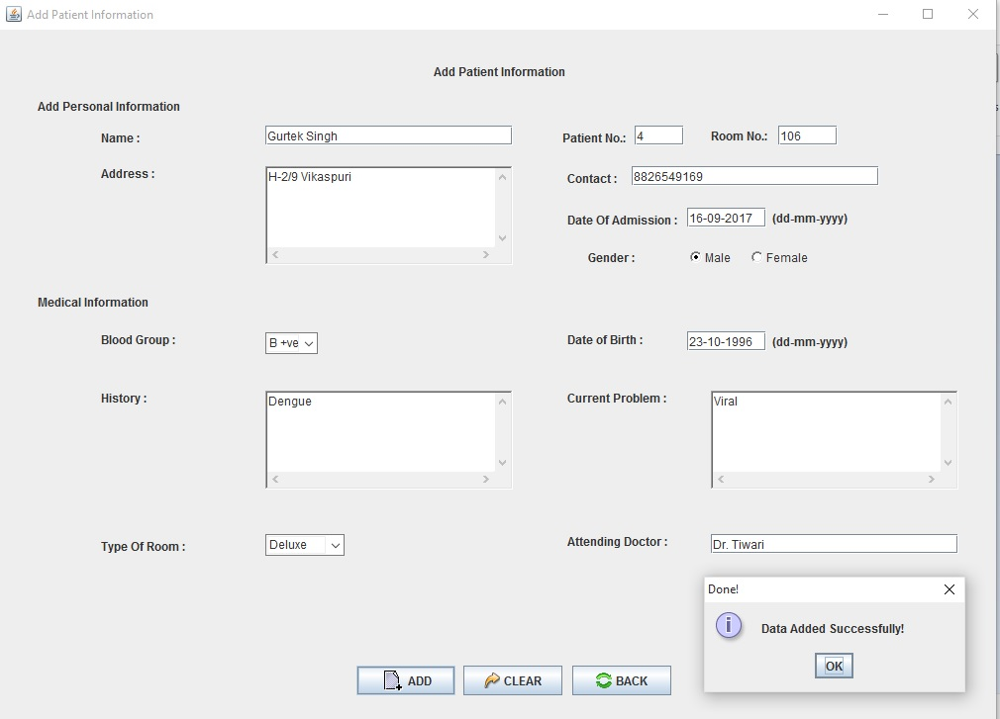 Add Patient Information
Add Patient Information
Add Personal Information
Name : Gurtek Singh Patient No.: 4 Room No.: 106
Address : H-2/9 Vikaspuri Contact : 8826549169
Date Of Admission : 16-09-2017 (dd-mm-yyyy)
Gender : Male Female
Medical Information
Blood Group : B +ve Date of Birth : 23-10-1996 (dd-mm-yyyy)
History : Dengue Current Problem : Viral
Type Of Room : Deluxe Attending Doctor : Dr. Tiwari
Done!
Data Added Successfully!
OK
ADD CLEAR BACK